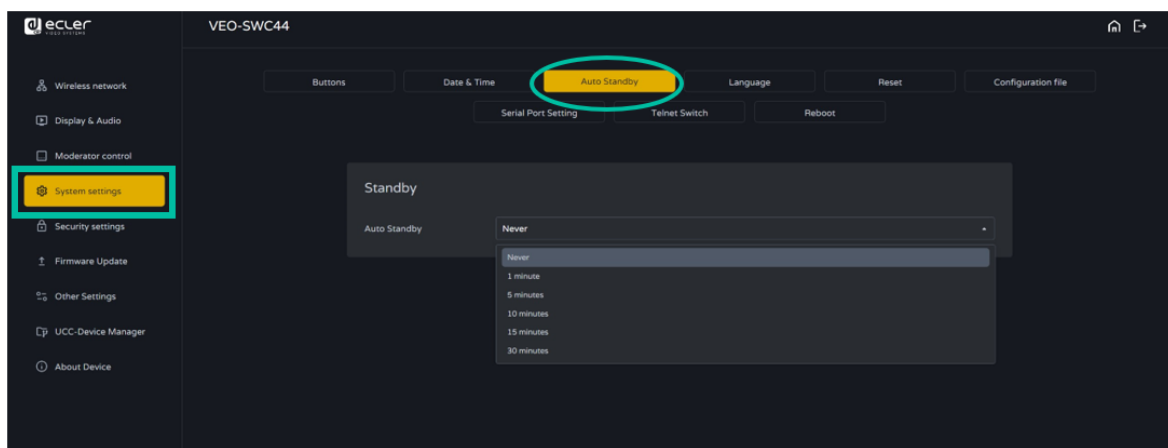 ecler
VIDEO SYSTEMS
VEO-SWC44
Wireless network
Display & Audio
Moderator control
System settings
Security settings
Firmware Update
Other Settings
UCC-Device Manager
About Device
Buttons
Date & Time
Auto Standby
Language
Reset
Configuration file
Serial Port Setting
Telnet Switch
Reboot
Standby
Auto Standby
Never
Never
1 minute
5 minutes
10 minutes
15 minutes
30 minutes